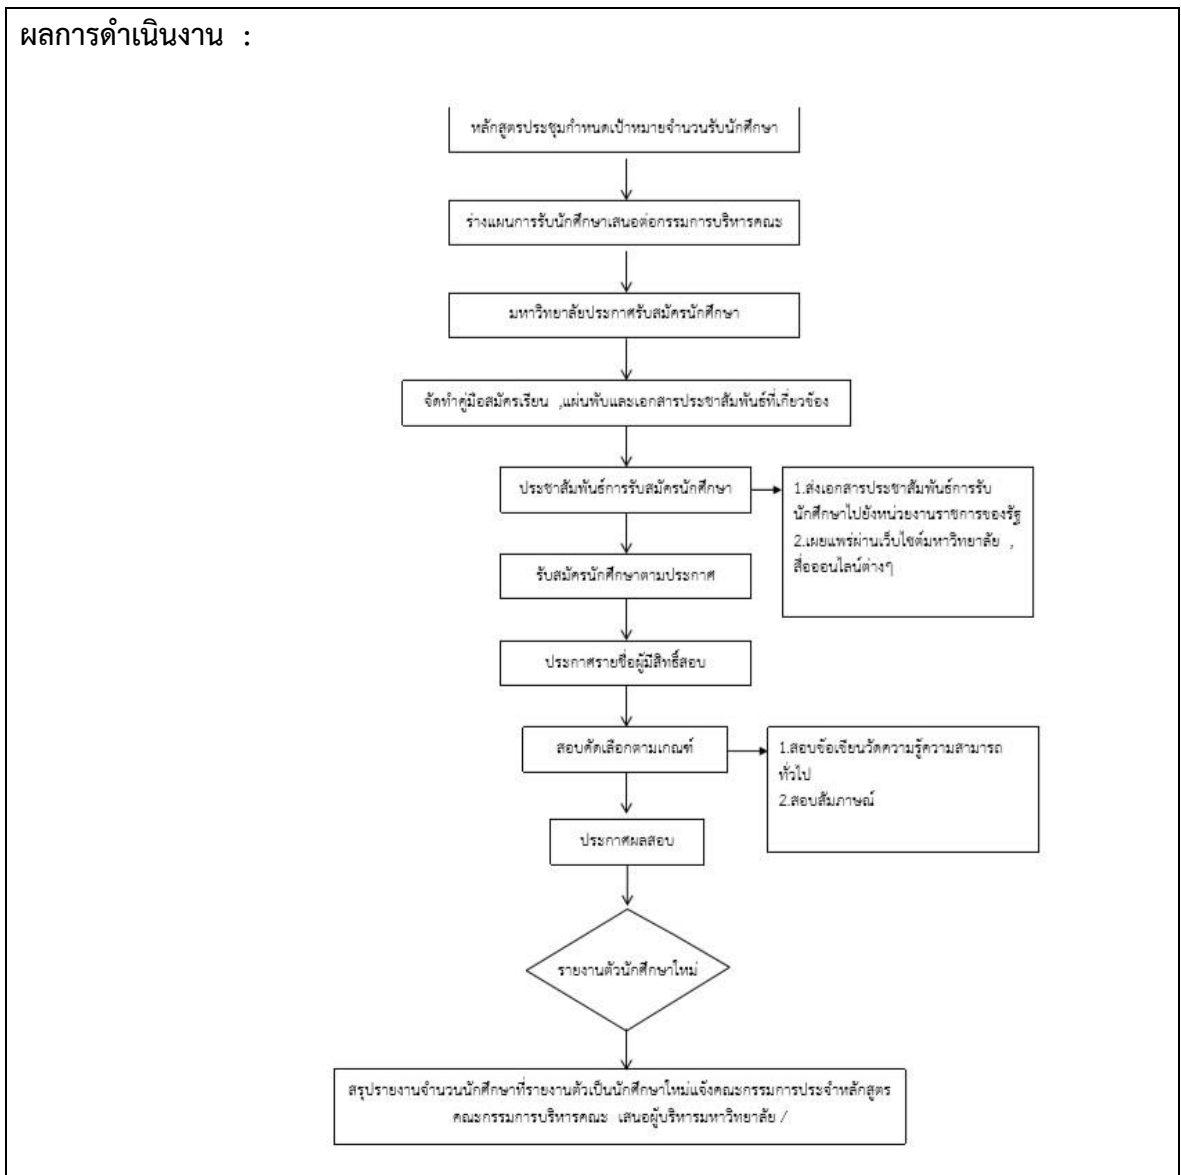 ผลการดำเนินงาน :
หลักสูตรประชุมกำหนดเป้าหมายจำนวนรับนักศึกษา
ร่างแผนการรับนักศึกษาเสนอต่อกรรมการบริหารคณะ
มหาวิทยาลัยประกาศรับสมัครนักศึกษา
จัดทำคู่มือสมัครเรียน ,แผ่นพับและเอกสารประชาสัมพันธ์ที่เกี่ยวข้อง
ประชาสัมพันธ์การรับสมัครนักศึกษา
1.ส่งเอกสารประชาสัมพันธ์การรับ
นักศึกษาไปยังหน่วยงานราชการของรัฐ
2.เผยแพร่ผ่านเว็บไซต์มหาวิทยาลัย ,
สื่อออนไลน์ต่างๆ
รับสมัครนักศึกษาตามประกาศ
ประกาศรายชื่อผู้มีสิทธิ์สอบ
สอบคัดเลือกตามเกณฑ์
1.สอบข้อเขียนวัดความรู้ความสามารถ
ทั่วไป
2.สอบสัมภาษณ์
ประกาศผลสอบ
รายงานตัวนักศึกษาใหม่
สรุปรายงานจำนวนนักศึกษาที่รายงานตัวเป็นนักศึกษาใหม่แจ้งคณะกรรมการประจำหลักสูตร
คณะกรรมการบริหารคณะ เสนอผู้บริหารมหาวิทยาลัย /